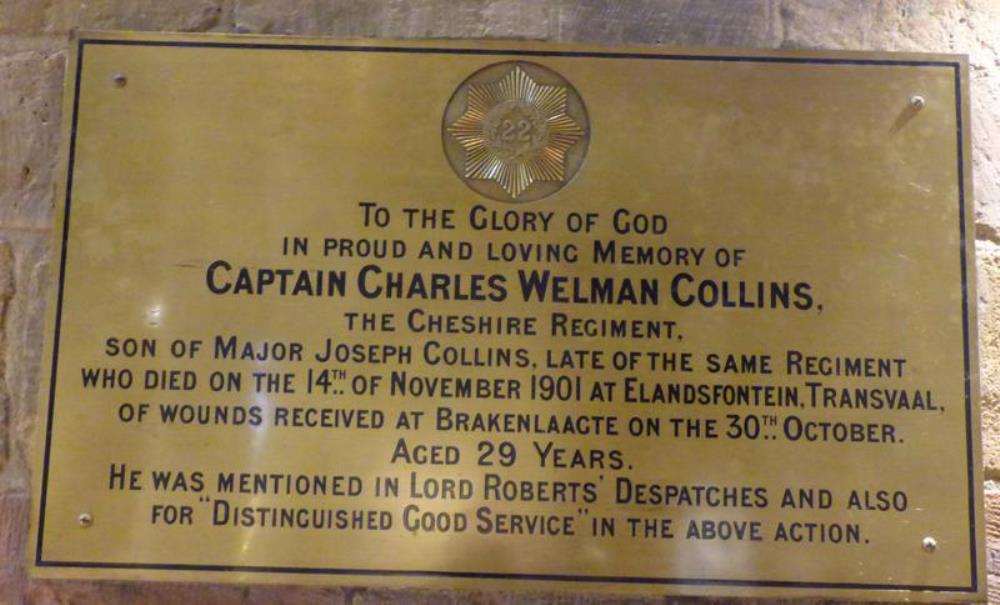 22
To the Glory of God
in proud and loving Memory of
Captain Charles Welman Collins,
the Cheshire Regiment,
son of Major Joseph Collins, late of the same Regiment
who died on the 14TH. of November 1901 at Elandsfontein, Transvaal,
of wounds received at Brakenlaagte on the 30TH. October.
Aged 29 Years.
He was mentioned in Lord Roberts' Despatches and also
for "Distinguished Good Service" in the above action.